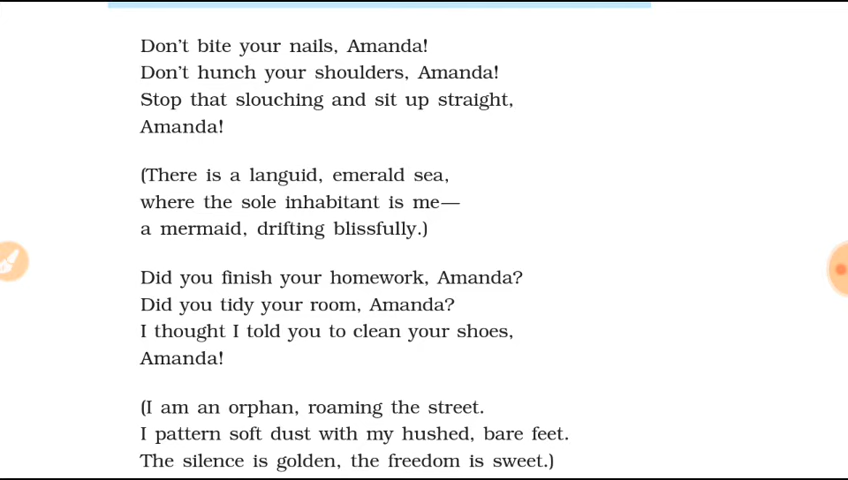 Don't bite your nails, Amanda!
Don't hunch your shoulders, Amanda!
Stop that slouching and sit up straight,
Amanda!
(There is a languid, emerald sea,
where the sole inhabitant is me—
a mermaid, drifting blissfully.)
Did you finish your homework, Amanda?
Did you tidy your room, Amanda?
I thought I told you to clean your shoes,
Amanda!
(I am an orphan, roaming the street.
I pattern soft dust with my hushed, bare feet.
The silence is golden, the freedom is sweet.)